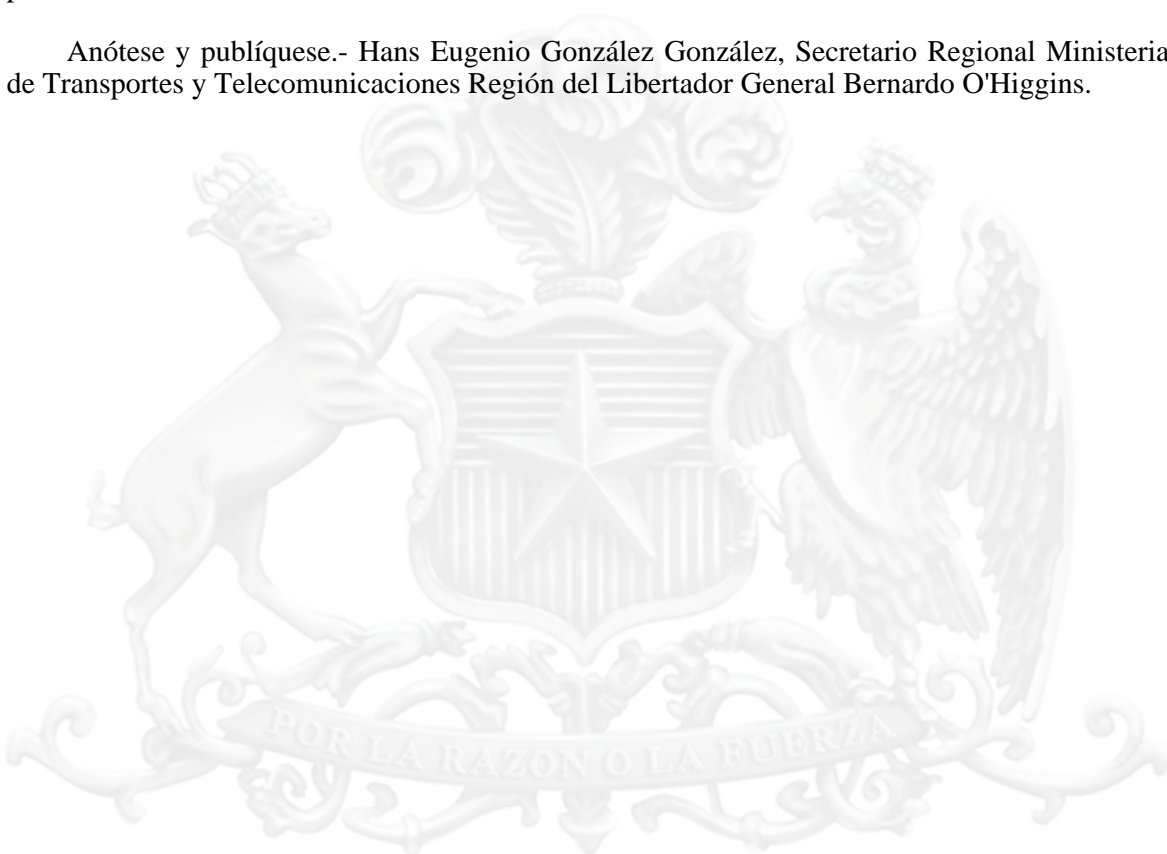 Anótese y publíquese.- Hans Eugenio González González, Secretario Regional Ministeria
de Transportes y Telecomunicaciones Región del Libertador General Bernardo O'Higgins.
POR LA RAZON O LA FUERZA